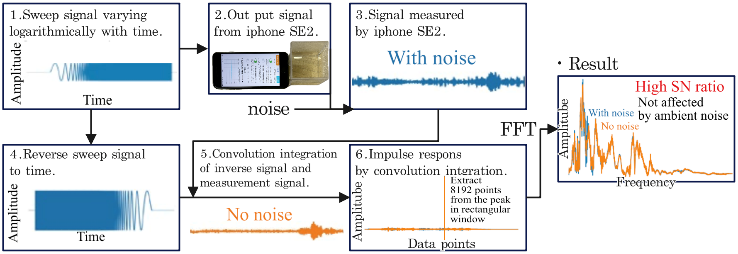 1.Sweep signal varying
logarithmically with time.
Amplitude
Time
2.Out put signal
from iphone SE2.
noise
3.Signal measured
by iphone SE2.
With noise
4.Reverse sweep signal
to time.
Amplitude
Time
5.Convolution integration
of inverse signal and
measurement signal.
No noise
6.Impulse respons
by convolution integration.
Extract
8192 points
from the peak
in rectangular
window
Amplitube
Data points
FFT
・Result
High SN ratio
Not affected
by ambient noise
With noise
No noise
Amplitube
Frequency